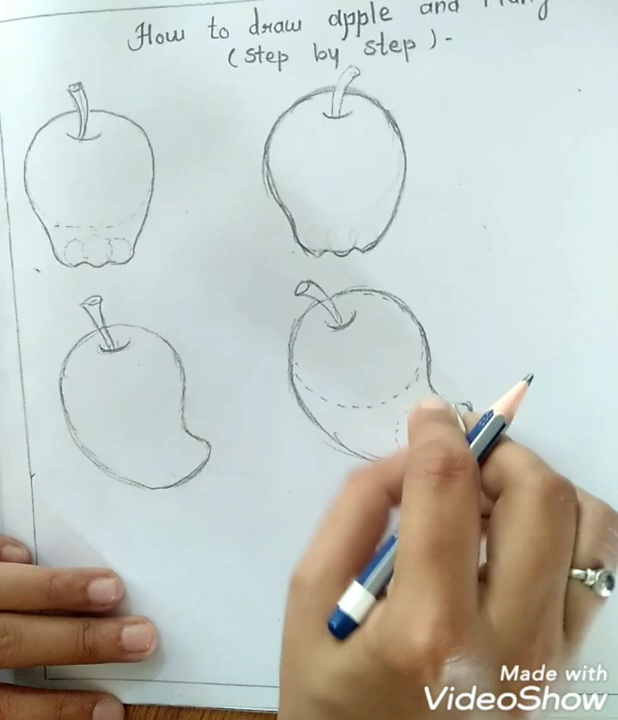 How to draw apple and
(step by step) -
Made with
VideoShow